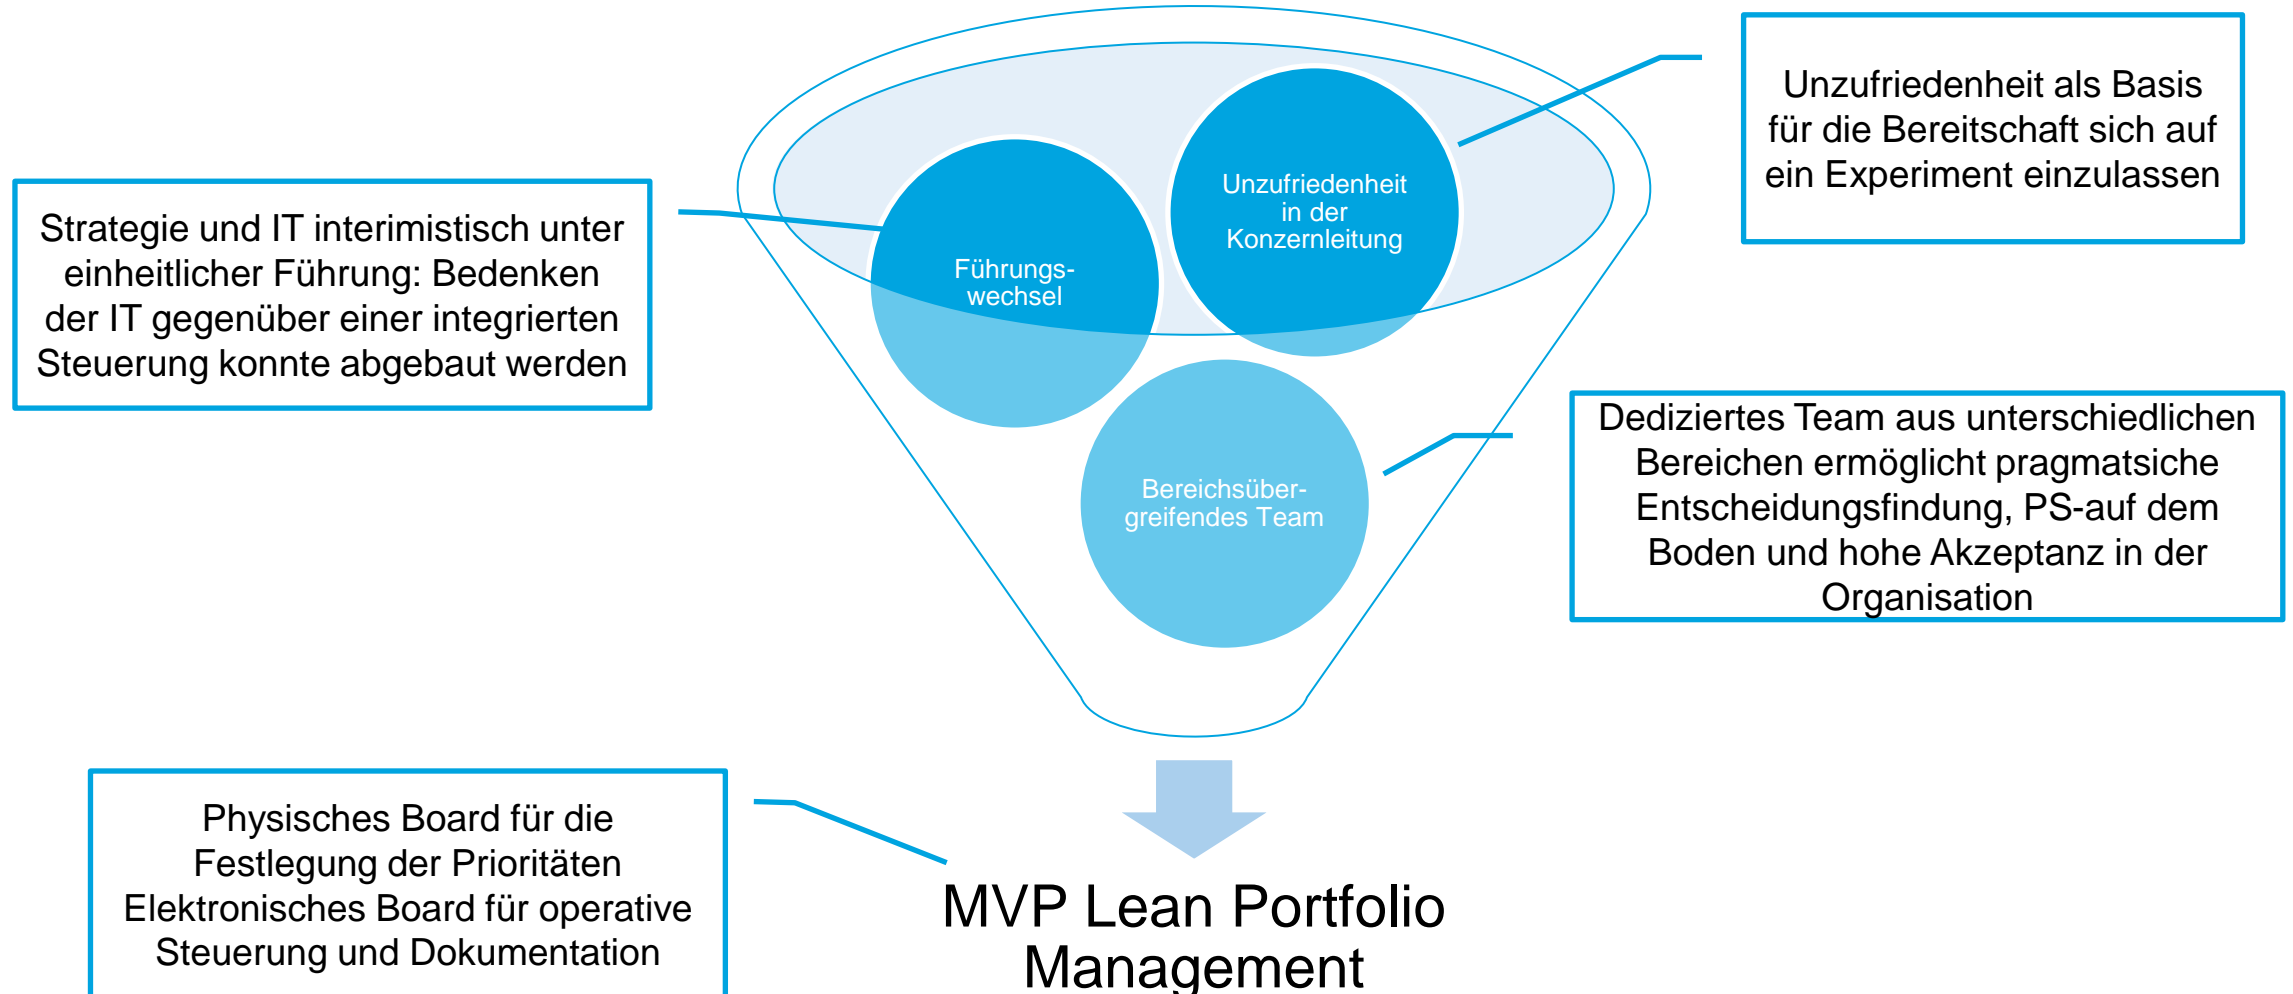 Unzufriedenheit als Basis
für die Bereitschaft sich auf
ein Experiment einzulassen
Unzufriedenheit
in der
Konzernleitung
Strategie und IT interimistisch unter
einheitlicher Führung: Bedenken
der IT gegenüber einer integrierten
Steuerung konnte abgebaut werden
Führungs-
wechsel
Dediziertes Team aus unterschiedlichen
Bereichen ermöglicht pragmatsiche
Entscheidungsfindung, PS-auf dem
Boden und hohe Akzeptanz in der
Organisation
Bereichsüber-
greifendes Team
Physisches Board für die
Festlegung der Prioritäten
Elektronisches Board für operative
Steuerung und Dokumentation
MVP Lean Portfolio
Management